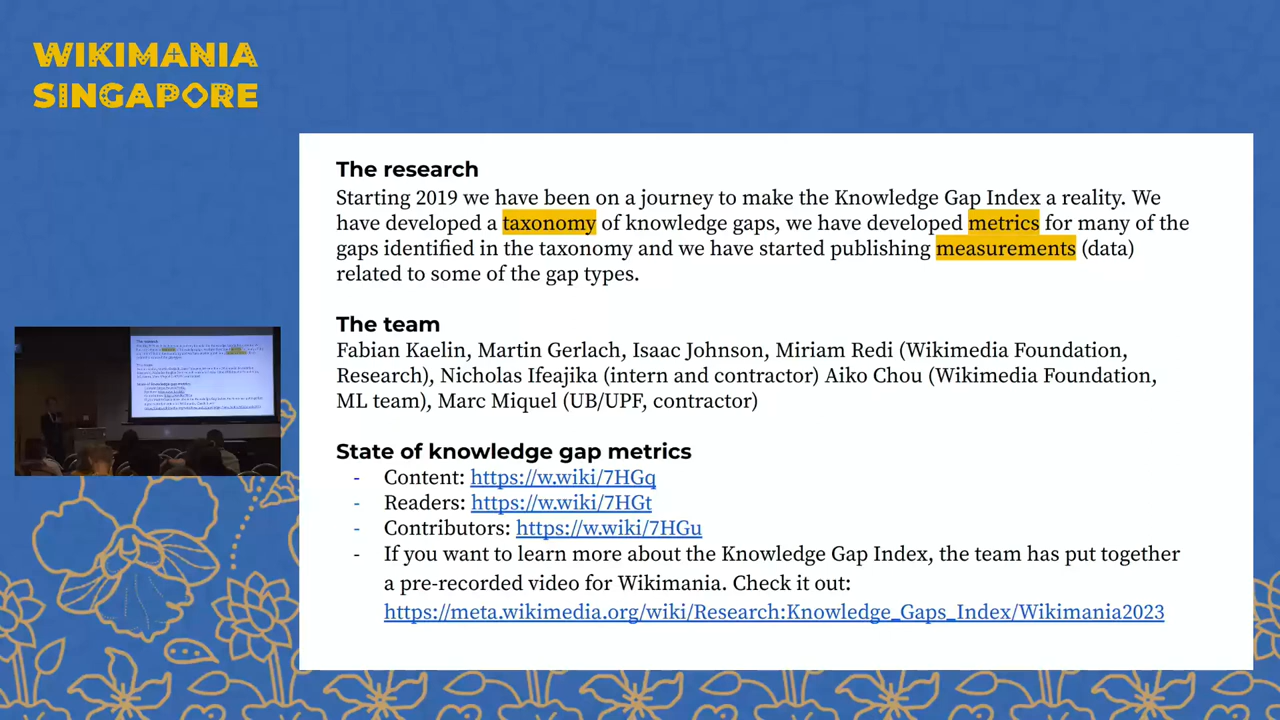 WIKIMANIA
SINGAPORE
The research
Starting 2019 we have been on a journey to make the Knowledge Gap Index a reality. We
have developed a taxonomy of knowledge gaps, we have developed metrics for many of the
gaps identified in the taxonomy and we have started publishing measurements (data)
related to some of the gap types.
The team
Fabian Kaelin, Martin Gerlach, Isaac Johnson, Miriam Redi (Wikimedia Foundation,
Research), Nicholas Ifeajika (intern and contractor) Aiko Chou (Wikimedia Foundation,
ML team), Marc Miquel (UB/UPF, contractor)
State of knowledge gap metrics
- Content: https://w.wiki/7HGq
- Readers: https://w.wiki/7HGt
- Contributors: https://w.wiki/7HGu
- If you want to learn more about the Knowledge Gap Index, the team has put together
a pre-recorded video for Wikimania. Check it out:
https://meta.wikimedia.org/wiki/Research:Knowledge_Gaps_Index/Wikimania2023